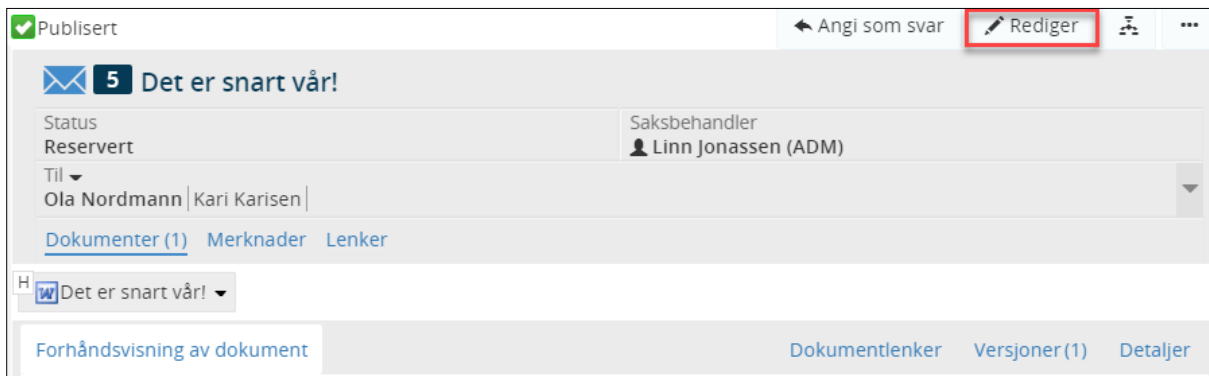 Publisert Angi som svar Rediger ...
5 Det er snart vår!
Status Saksbehandler
Reservert Linn Jonassen (ADM)
Til
Ola Nordmann Kari Karisen
Dokumenter (1) Merknader Lenker
H
W Det er snart vår!
Forhåndsvisning av dokument Dokumentlenker Versjoner (1) Detaljer